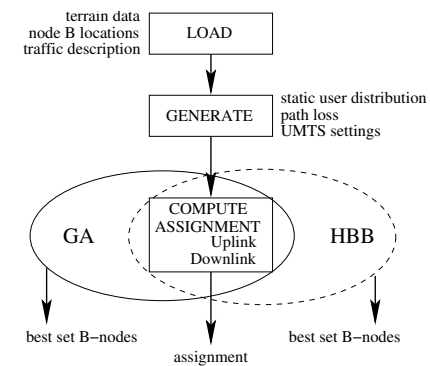 terrain data
node B locations
traffic description
LOAD
GENERATE
static user distribution
path loss
UMTS settings
COMPUTE
ASSIGNMENT
Uplink
Downlink
GA
HBB
best set B−nodes
assignment
best set B−nodes